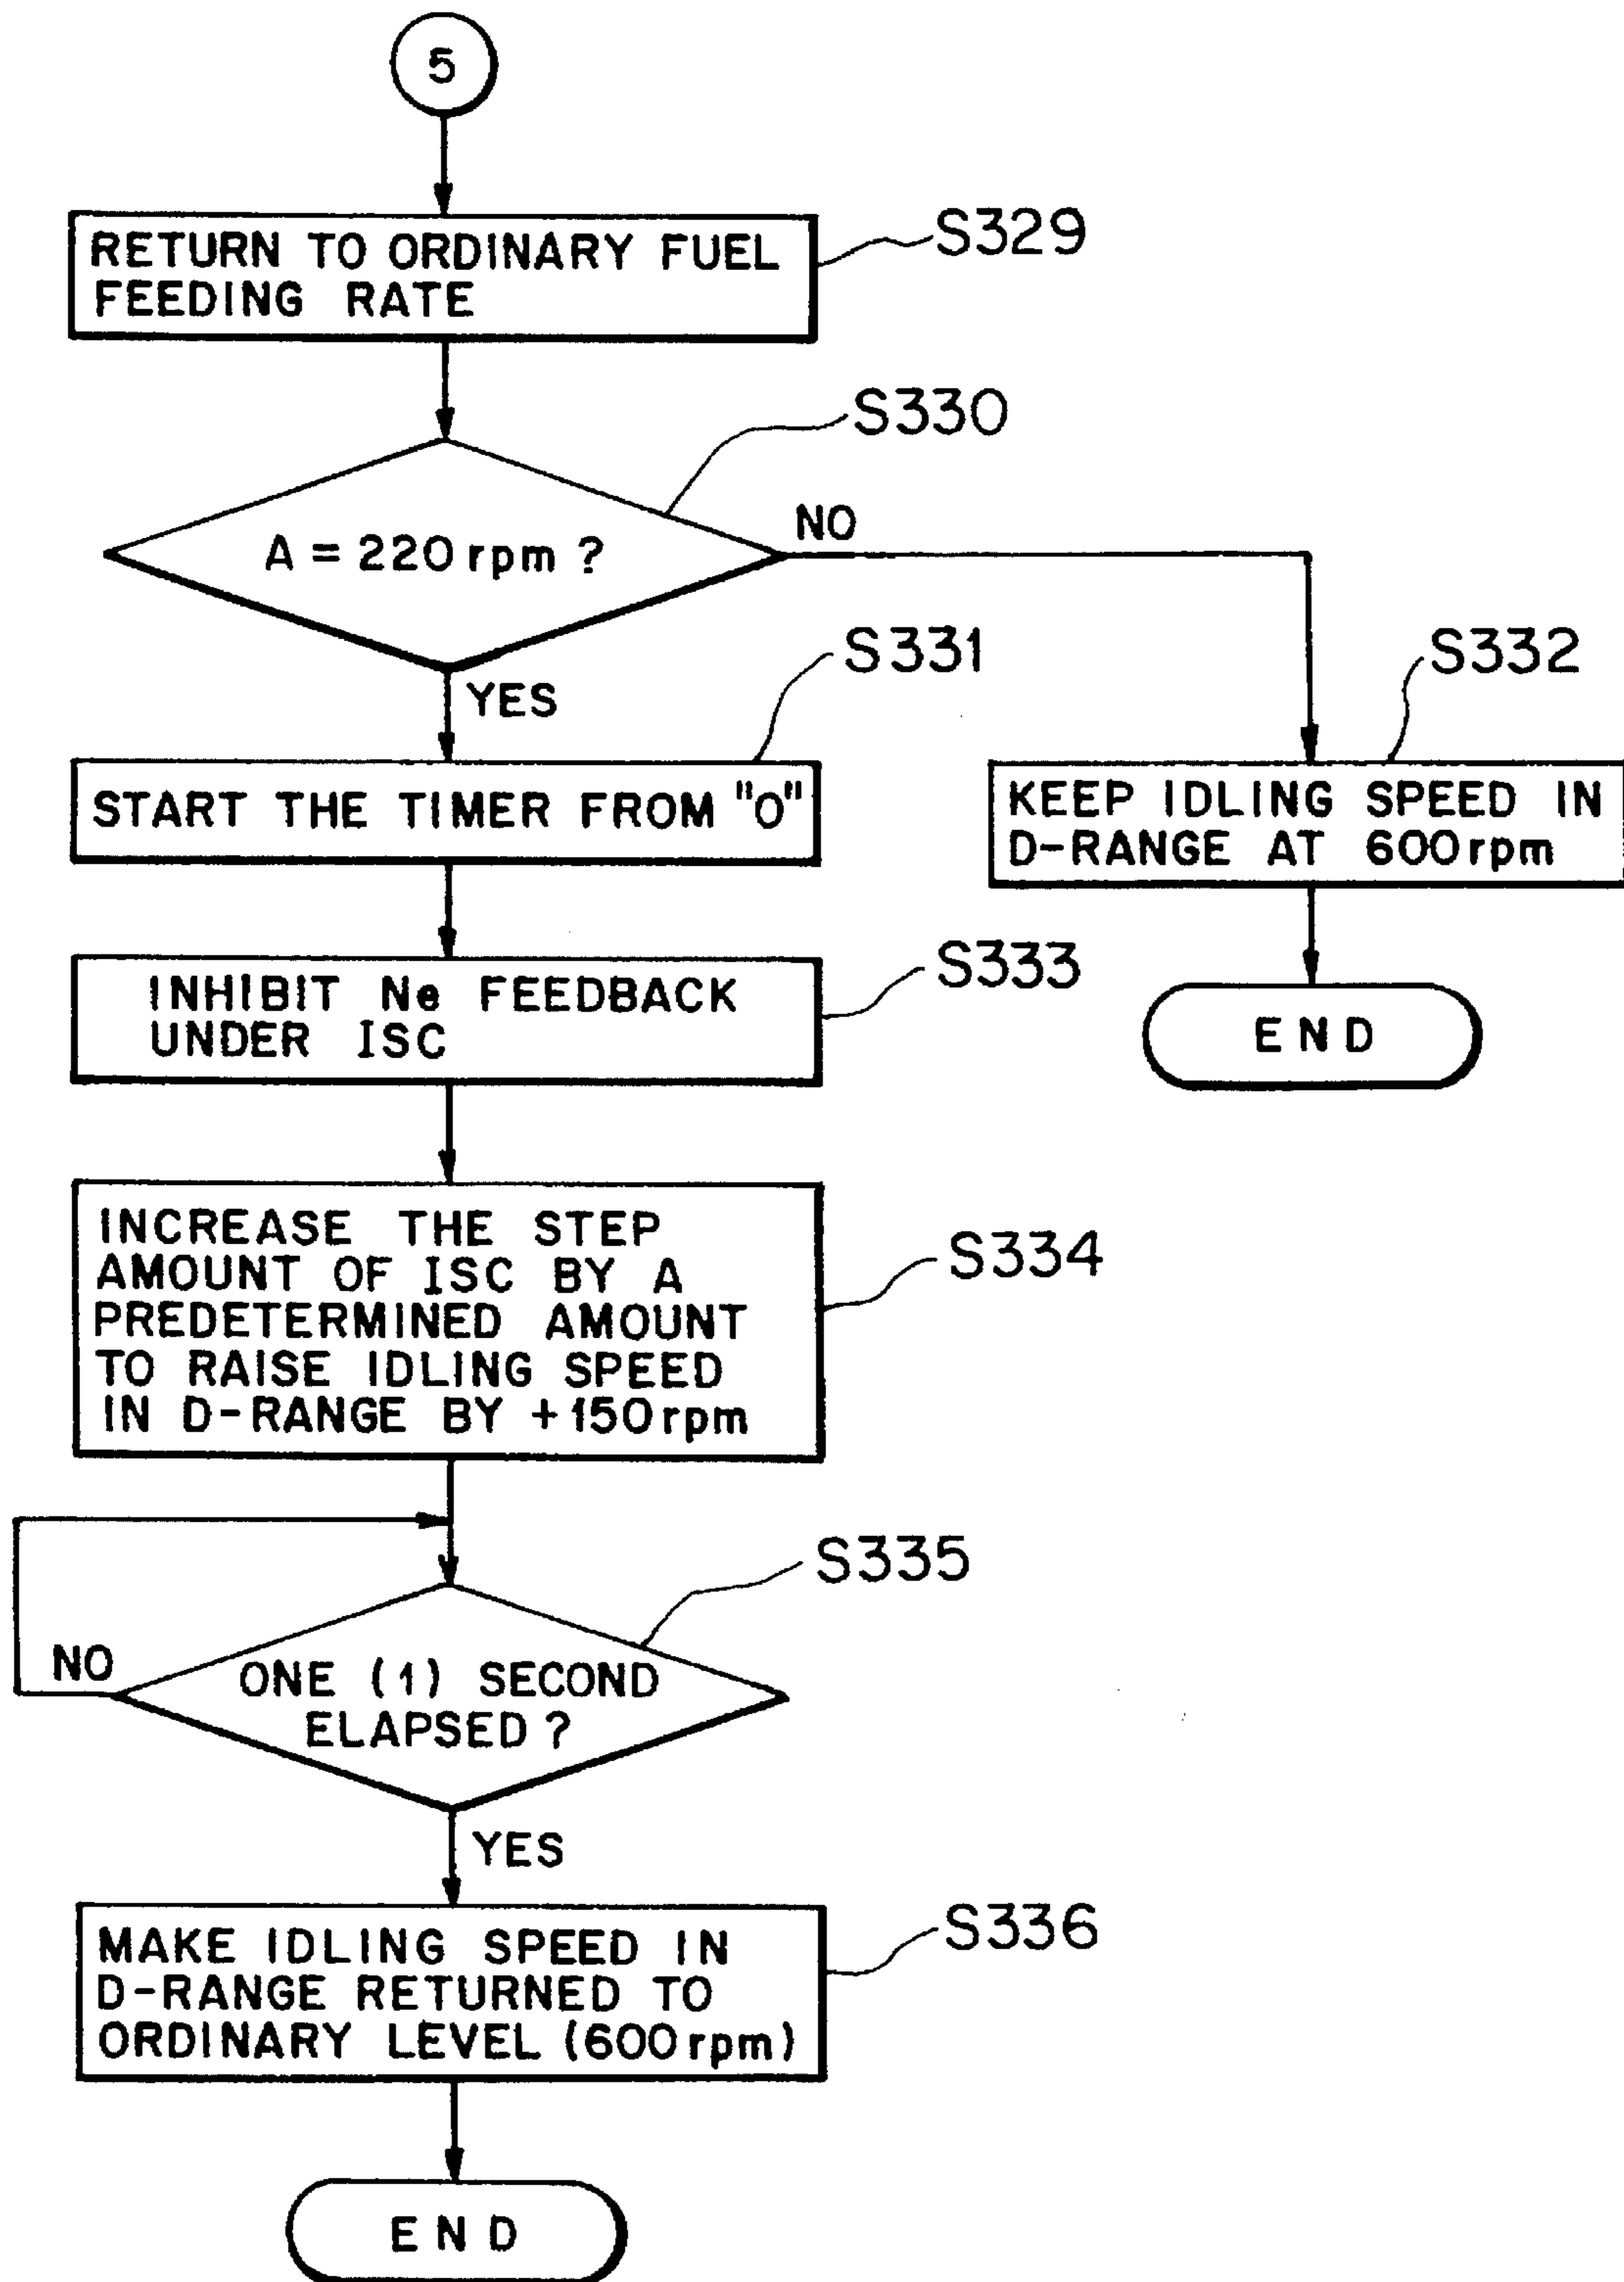 5
RETURN TO ORDINARY FUEL
FEEDING RATE
S329
S330
A = 220 rpm ?
NO
YES
S331
START THE TIMER FROM "0"
S332
KEEP IDLING SPEED IN
D-RANGE AT 600rpm
END
S333
INHIBIT Ne FEEDBACK
UNDER ISC
S334
INCREASE THE STEP
AMOUNT OF ISC BY A
PREDETERMINED AMOUNT
TO RAISE IDLING SPEED
IN D-RANGE BY +150rpm
S335
NO
ONE (1) SECOND
ELAPSED ?
YES
S336
MAKE IDLING SPEED IN
D-RANGE RETURNED TO
ORDINARY LEVEL (600rpm)
END